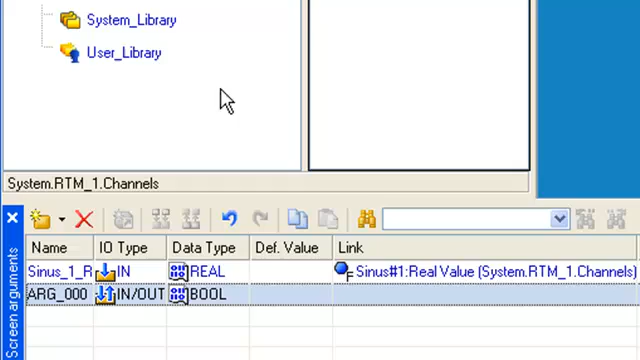 System_Library
User_Library
System.RTM_1.Channels
Name IO Type Data Type Def. Value Link
Sinus_1_R IN REAL Sinus#1:Real Value (System.RTM_1.Channels)
ARG_000 IN/OUT BOOL
Screen arguments